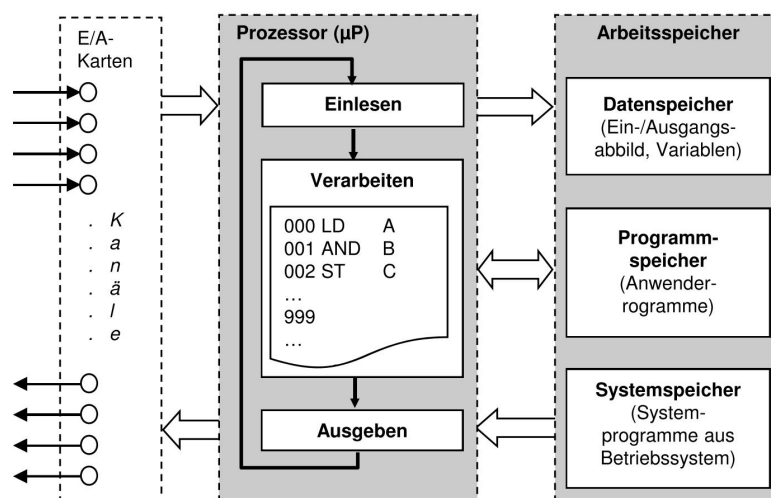 E/A-
Karten
. K
. a
. n
. ä
. l
. e
Prozessor (µP)
Einlesen
Verarbeiten
000 LD A
001 AND B
002 ST C
...
999
...
Ausgeben
Arbeitsspeicher
Datenspeicher
(Ein-/Ausgangs-
abbild, Variablen)
Programm-
speicher
(Anwender-
rogramme)
Systemspeicher
(System-
programme aus
Betriebssystem)